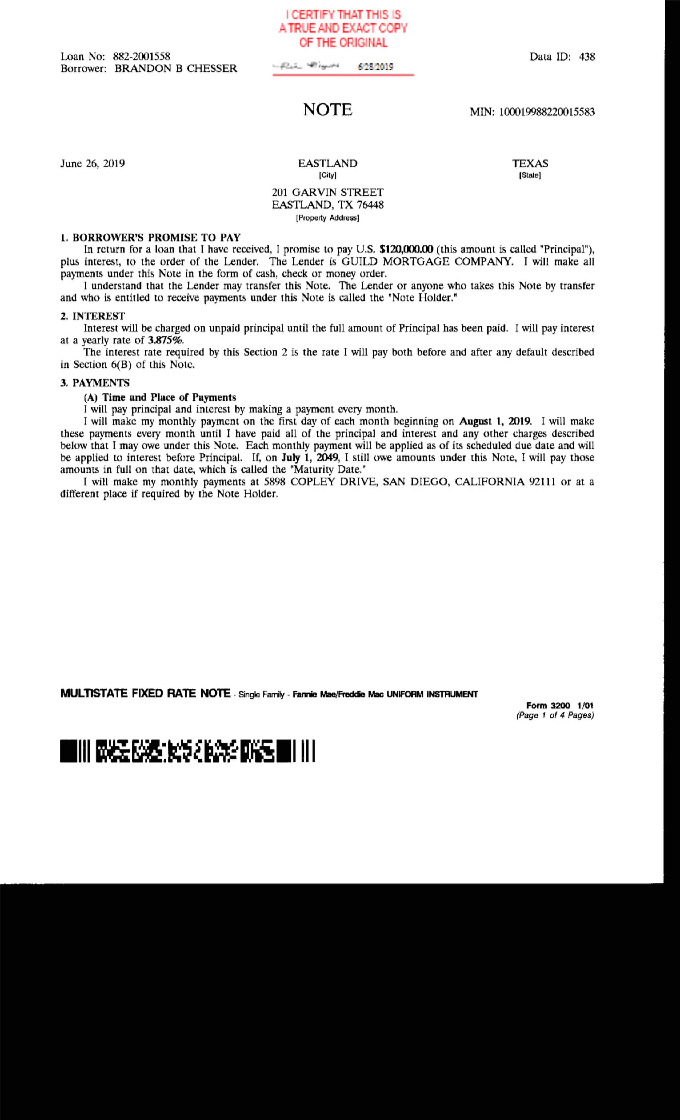 I CERTIFY THAT THIS IS
A TRUE AND EXACT COPY
OF THE ORIGINAL
6/28/2019
Loan No: 882-2001558
Data ID: 438
Borrower: BRANDON B CHESSER
NOTE
MIN: 100019988220015583
June 26, 2019
EASTLAND
TEXAS
[City]
[State]
201 GARVIN STREET
EASTLAND, TX 76448
[Property Address]
1. BORROWER'S PROMISE TO PAY
In return for a loan that I have received, I promise to pay U.S. $120,000.00 (this amount is called "Principal"),
plus interest, to the order of the Lender. The Lender is GUILD MORTGAGE COMPANY. I will make all
payments under this Note in the form of cash, check or money order.
I understand that the Lender may transfer this Note. The Lender or anyone who takes this Note by transfer
and who is entitled to receive payments under this Note is called the "Note Holder."
2. INTEREST
Interest will be charged on unpaid principal until the full amount of Principal has been paid. I will pay interest
at a yearly rate of 3.875%.
The interest rate required by this Section 2 is the rate I will pay both before and after any default described
in Section 6(B) of this Note.
3. PAYMENTS
(A) Time and Place of Payments
I will pay principal and interest by making a payment every month.
I will make my monthly payment on the first day of each month beginning on August 1, 2019. I will make
these payments every month until I have paid all of the principal and interest and any other charges described
below that I may owe under this Note. Each monthly payment will be applied as of its scheduled due date and will
be applied to interest before Principal. If, on July 1, 2049, I still owe amounts under this Note, I will pay those
amounts in full on that date, which is called the "Maturity Date."
I will make my monthly payments at 5898 COPLEY DRIVE, SAN DIEGO, CALIFORNIA 92111 or at a
different place if required by the Note Holder.
MULTISTATE FIXED RATE NOTE - Single Family - Fannie Mae/Freddie Mac UNIFORM INSTRUMENT
Form 3200 1/01
(Page 1 of 4 Pages)